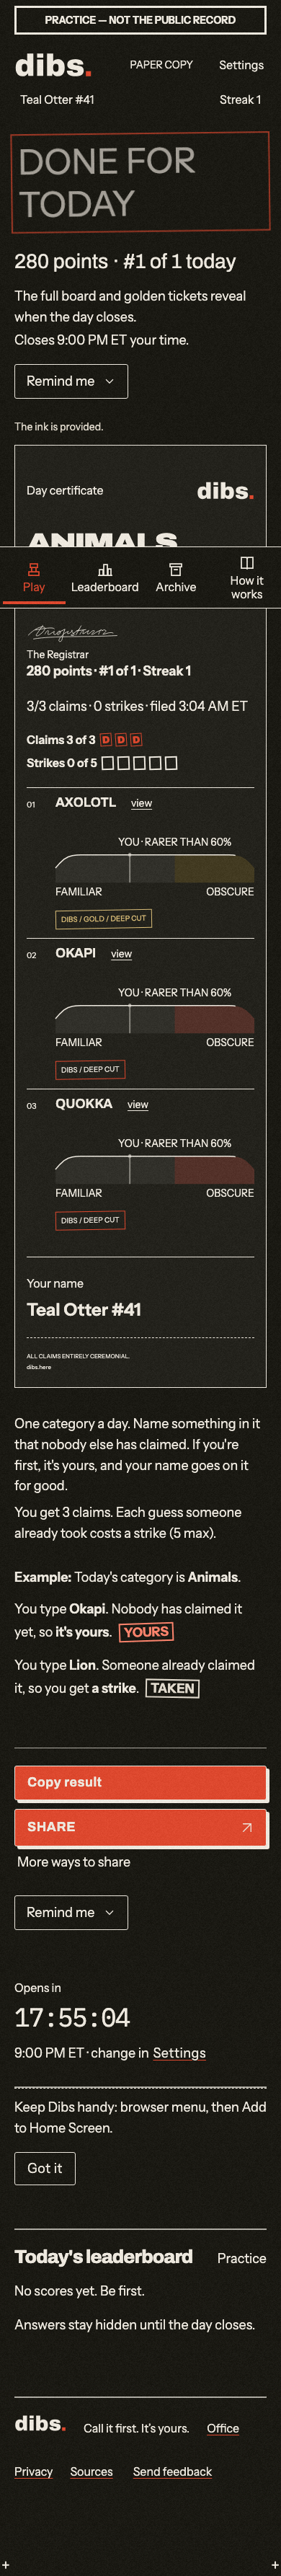 PRACTICE — NOT THE PUBLIC RECORD
dibs.
PAPER COPY
Settings
Teal Otter #41
Streak 1
DONE FOR
TODAY
280 points · #1 of 1 today
The full board and golden tickets reveal
when the day closes.
Closes 9:00 PM ET your time.
Remind me
The ink is provided.
Day certificate
dibs.
ANIMALS
Play
Leaderboard
Archive
How it
works
The Registrar
280 points · #1 of 1 · Streak 1
3/3 claims · 0 strikes · filed 3:04 AM ET
Claims 3 of 3 D D D
Strikes 0 of 5
01 AXOLOTL view
YOU · RARER THAN 60%
FAMILIAR OBSCURE
DIBS / GOLD / DEEP CUT
02 OKAPI view
YOU · RARER THAN 60%
FAMILIAR OBSCURE
DIBS / DEEP CUT
03 QUOKKA view
YOU · RARER THAN 60%
FAMILIAR OBSCURE
DIBS / DEEP CUT
Your name
Teal Otter #41
ALL CLAIMS ENTIRELY CEREMONIAL.
dibs.here
One category a day. Name something in it
that nobody else has claimed. If you're
first, it's yours, and your name goes on it
for good.
You get 3 claims. Each guess someone
already took costs a strike (5 max).
Example: Today's category is Animals.
You type Okapi. Nobody has claimed it
yet, so it's yours. YOURS
You type Lion. Someone already claimed
it, so you get a strike. TAKEN
Copy result
SHARE
More ways to share
Remind me
Opens in
17:55:04
9:00 PM ET · change in Settings
Keep Dibs handy: browser menu, then Add
to Home Screen.
Got it
Today's leaderboard Practice
No scores yet. Be first.
Answers stay hidden until the day closes.
dibs. Call it first. It's yours. Office
Privacy Sources Send feedback